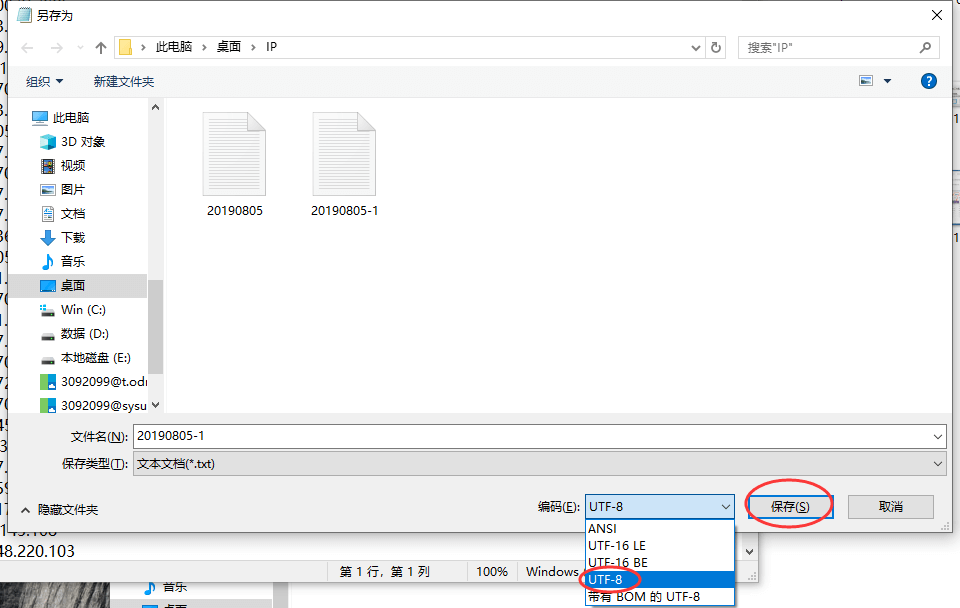 另存为
此电脑 › 桌面 › IP
搜索"IP"
组织
新建文件夹
此电脑
3D 对象
视频
图片
文档
下载
音乐
桌面
Win (C:)
数据 (D:)
本地磁盘 (E:)
3092099@t.odr
3092099@sysu
20190805
20190805-1
文件名(N):
20190805-1
保存类型(T):
文本文档(*.txt)
隐藏文件夹
编码(E):
UTF-8
保存(S)
取消
ANSI
UTF-16 LE
UTF-16 BE
UTF-8
带有 BOM 的 UTF-8
48.220.103
第 1 行，第 1 列
100%
Windows
音乐